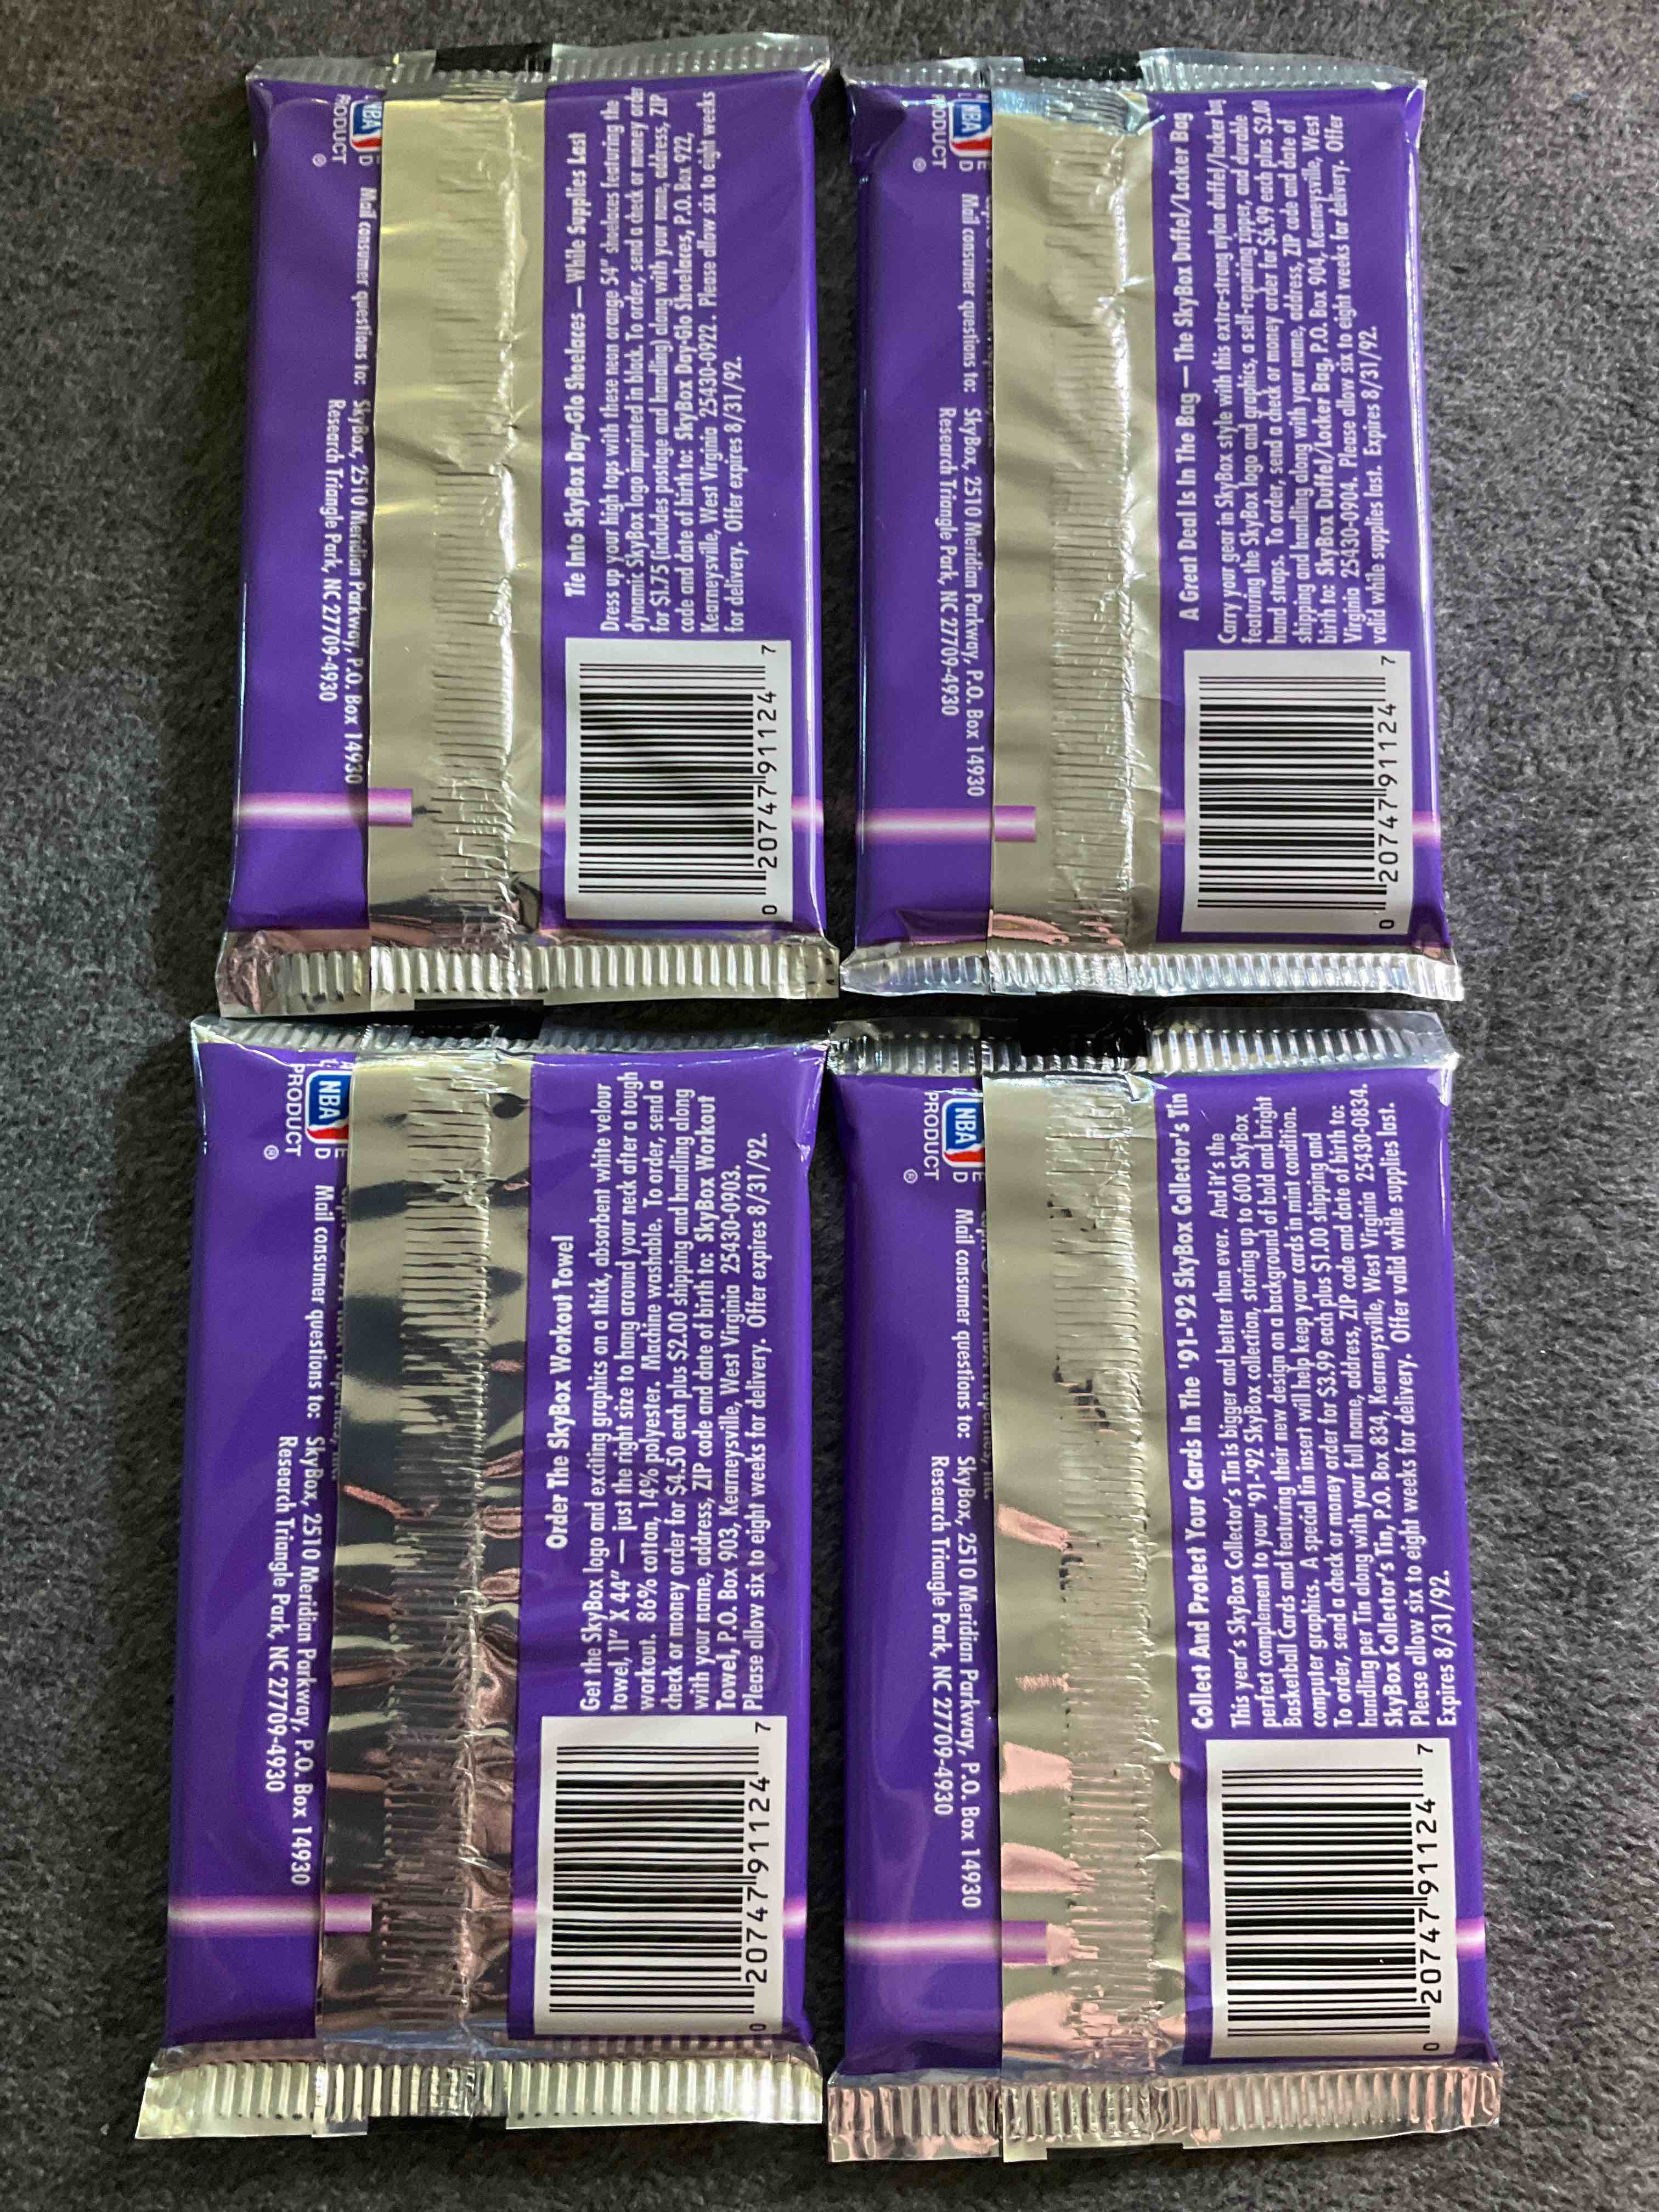 NBA
D
PRODUCT
®
Mail consumer questions to: SkyBox, 2510 Meridian Parkway, P.O. Box 14930
Research Triangle Park, NC 27709-4930
Tie Into SkyBox Day-Glo Shoelaces — While Supplies Last
Dress up your high tops with these neon orange 54" shoelaces featuring the
dynamic SkyBox logo imprinted in black. To order, send a check or money order
for $1.75 (includes postage and handling) along with your name, address, ZIP
code and date of birth to: SkyBox Day-Glo Shoelaces, P.O. Box 922,
Kearneysville, West Virginia 25430-0922. Please allow six to eight weeks
for delivery. Offer expires 8/31/92.
0 20747 91124 7
NBA
E
D
PRODUCT
®
Mail consumer questions to: SkyBox, 2510 Meridian Parkway, P.O. Box 14930
Research Triangle Park, NC 27709-4930
A Great Deal Is In The Bag — The SkyBox Duffel/Locker Bag
Carry your gear in SkyBox style with this extra-strong nylon duffel/locker bag
featuring the SkyBox logo and graphics, a self-repairing zipper, and durable
hand straps. To order, send a check or money order for $6.99 each plus $2.00
shipping and handling along with your name, address, ZIP code and date of
birth to: SkyBox Duffel/Locker Bag, P.O. Box 904, Kearneysville, West
Virginia 25430-0904. Please allow six to eight weeks for delivery. Offer
valid while supplies last. Expires 8/31/92.
0 20747 91124 7
NBA
E
D
PRODUCT
®
Mail consumer questions to: SkyBox, 2510 Meridian Parkway, P.O. Box 14930
Research Triangle Park, NC 27709-4930
Order The SkyBox Workout Towel
Get the SkyBox logo and exciting graphics on a thick, absorbent white velour
towel, 11" X 44" — just the right size to hang around your neck after a tough
workout. 86% cotton, 14% polyester. Machine washable. To order, send a
check or money order for $4.50 each plus $2.00 shipping and handling along
with your name, address, ZIP code and date of birth to: SkyBox Workout
Towel, P.O. Box 903, Kearneysville, West Virginia 25430-0903.
Please allow six to eight weeks for delivery. Offer expires 8/31/92.
0 20747 91124 7
NBA
E
D
PRODUCT
®
Mail consumer questions to: SkyBox, 2510 Meridian Parkway, P.O. Box 14930
Research Triangle Park, NC 27709-4930
Collect And Protect Your Cards In The '91-'92 SkyBox Collector's Tin
This year's SkyBox Collector's Tin is bigger and better than ever. And it's the
perfect complement to your '91-'92 SkyBox collection, storing up to 600 SkyBox
Basketball Cards and featuring their new design on a background of bold and bright
computer graphics. A special tin insert will help keep your cards in mint condition.
To order, send a check or money order for $3.99 each plus $1.00 shipping and
handling per Tin along with your full name, address, ZIP code and date of birth to:
SkyBox Collector's Tin, P.O. Box 834, Kearneysville, West Virginia 25430-0834.
Please allow six to eight weeks for delivery. Offer valid while supplies last.
Expires 8/31/92.
0 20747 91124 7